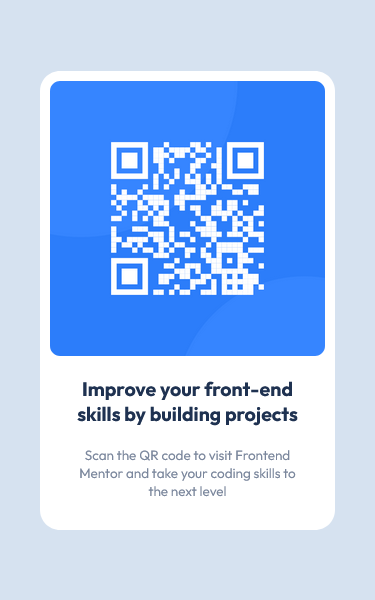 Improve your front-end
skills by building projects
Scan the QR code to visit Frontend
Mentor and take your coding skills to
the next level